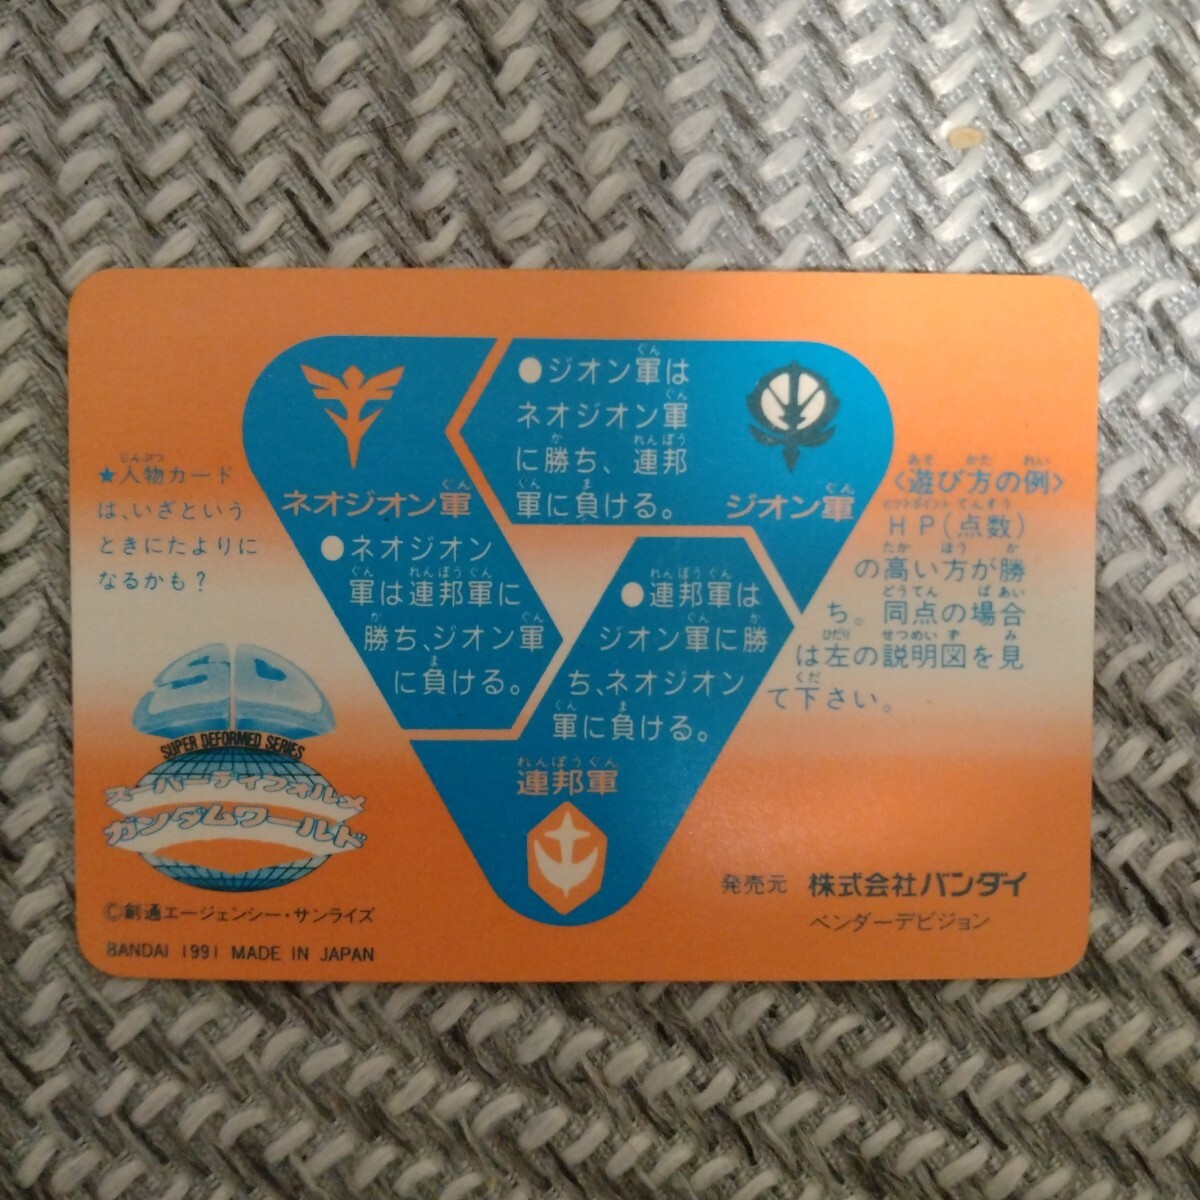 ●ジオン軍は
ネオジオン軍
に勝ち、連邦
軍に負ける。
ジオン軍
ネオジオン軍
●ネオジオン
軍は連邦軍に
勝ち、ジオン軍
に負ける。
●連邦軍は
ジオン軍に勝
ち、ネオジオン
軍に負ける。
連邦軍
★人物カード
は、いざという
ときにたよりに
なるかも？
〈遊び方の例〉
HP(点数)
の高い方が勝
ち。同点の場合
は左の説明図を見
て下さい。
SUPER DEFORMED SERIES
スーパーディフォルメ
ガンダムワールド
©創通エージェンシー・サンライズ
BANDAI 1991 MADE IN JAPAN
発売元 株式会社バンダイ
ベンダーデビジョン